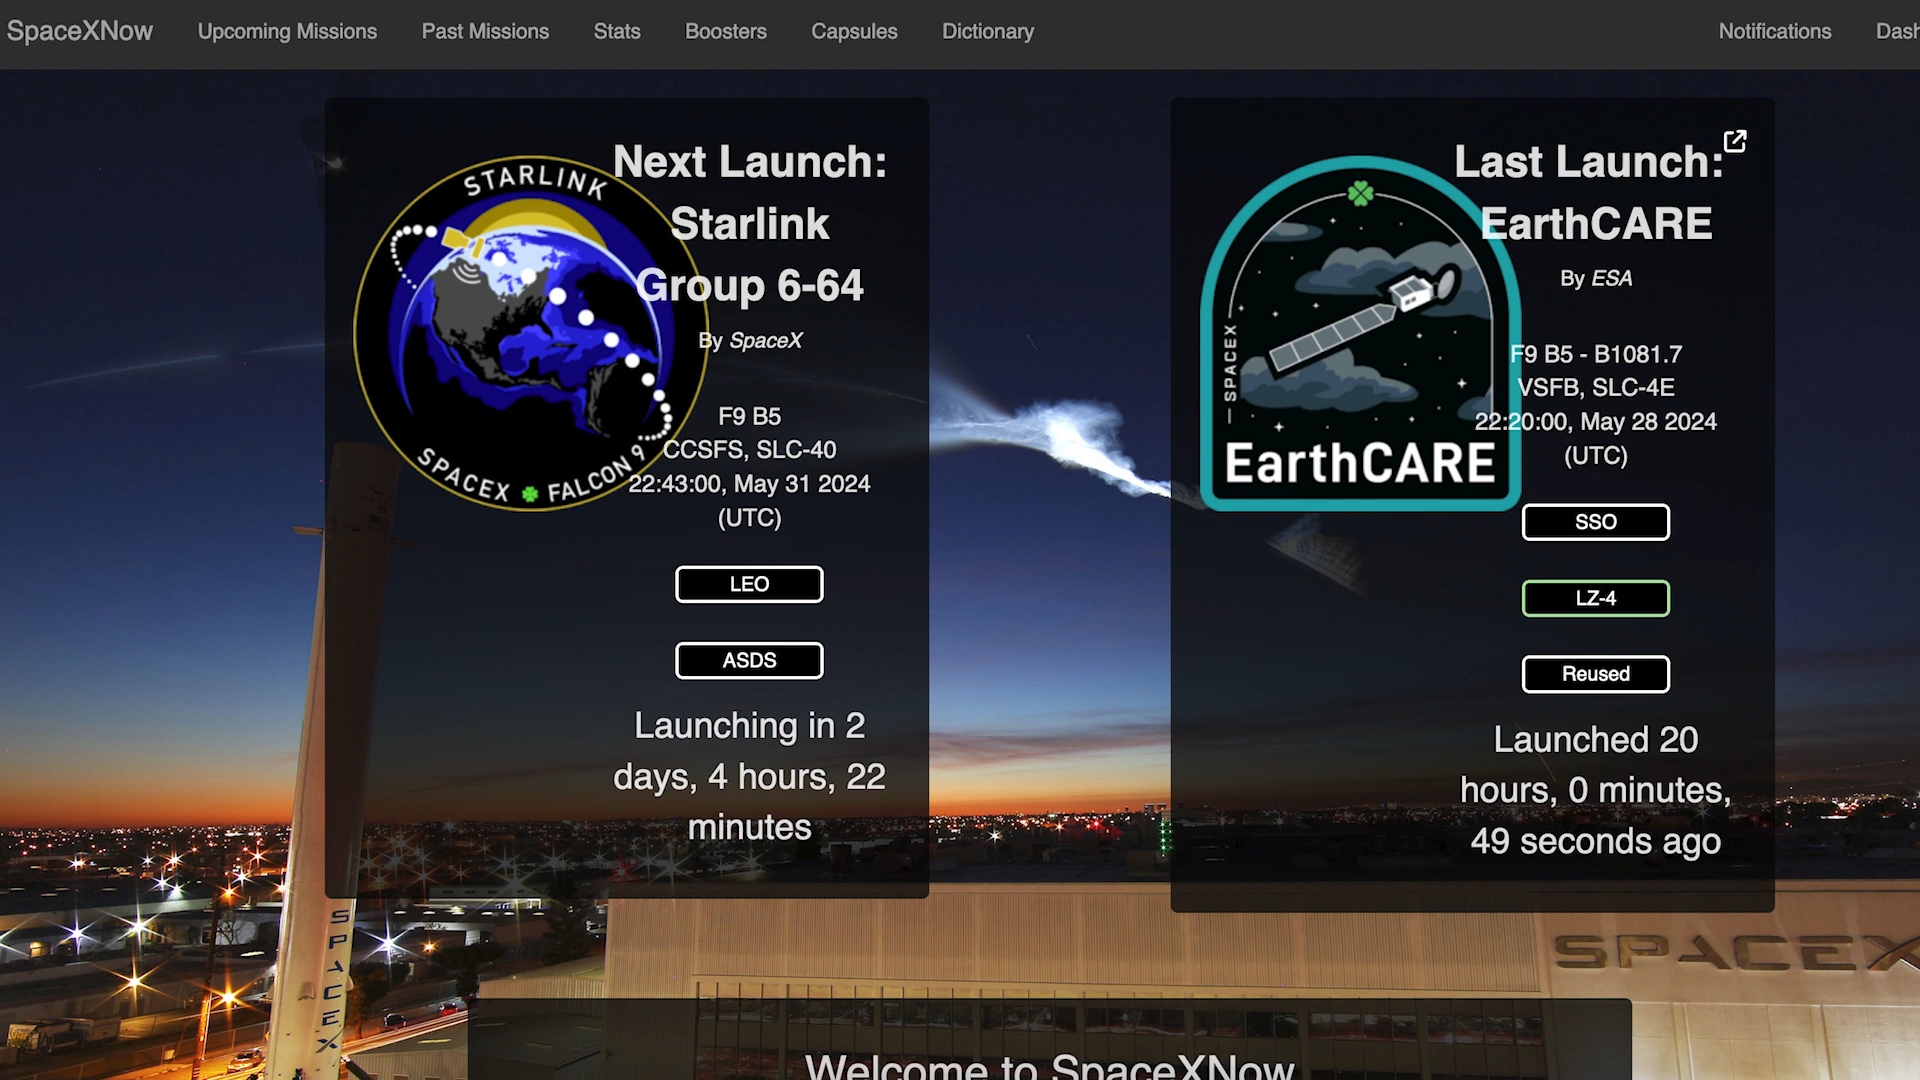 SpaceXNow
Upcoming Missions
Past Missions
Stats
Boosters
Capsules
Dictionary
Notifications
STARLINK
SPACEX FALCON 9
Next Launch:
Starlink
Group 6-64
By SpaceX
F9 B5
CCSFS, SLC-40
22:43:00, May 31 2024
(UTC)
LEO
ASDS
Launching in 2
days, 4 hours, 22
minutes
SPACEX
EarthCARE
Last Launch:
EarthCARE
By ESA
F9 B5 - B1081.7
VSFB, SLC-4E
22:20:00, May 28 2024
(UTC)
SSO
LZ-4
Reused
Launched 20
hours, 0 minutes,
49 seconds ago
SPACEX
SPACEX
Welcome to SpaceXNow